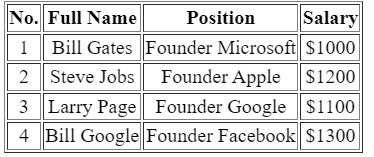 No. Full Name Position Salary
1 Bill Gates Founder Microsoft $1000
2 Steve Jobs Founder Apple $1200
3 Larry Page Founder Google $1100
4 Bill Google Founder Facebook $1300